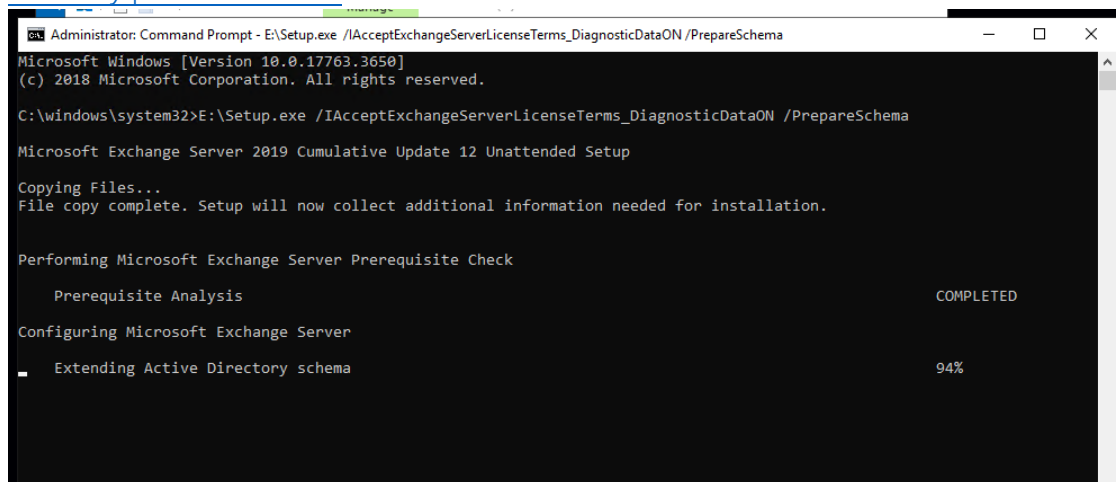 Manage
Administrator: Command Prompt - E:\Setup.exe /IAcceptExchangeServerLicenseTerms_DiagnosticDataON /PrepareSchema
Microsoft Windows [Version 10.0.17763.3650]
(c) 2018 Microsoft Corporation. All rights reserved.
C:\windows\system32>E:\Setup.exe /IAcceptExchangeServerLicenseTerms_DiagnosticDataON /PrepareSchema
Microsoft Exchange Server 2019 Cumulative Update 12 Unattended Setup
Copying Files...
File copy complete. Setup will now collect additional information needed for installation.
Performing Microsoft Exchange Server Prerequisite Check
Prerequisite Analysis COMPLETED
Configuring Microsoft Exchange Server
Extending Active Directory schema 94%